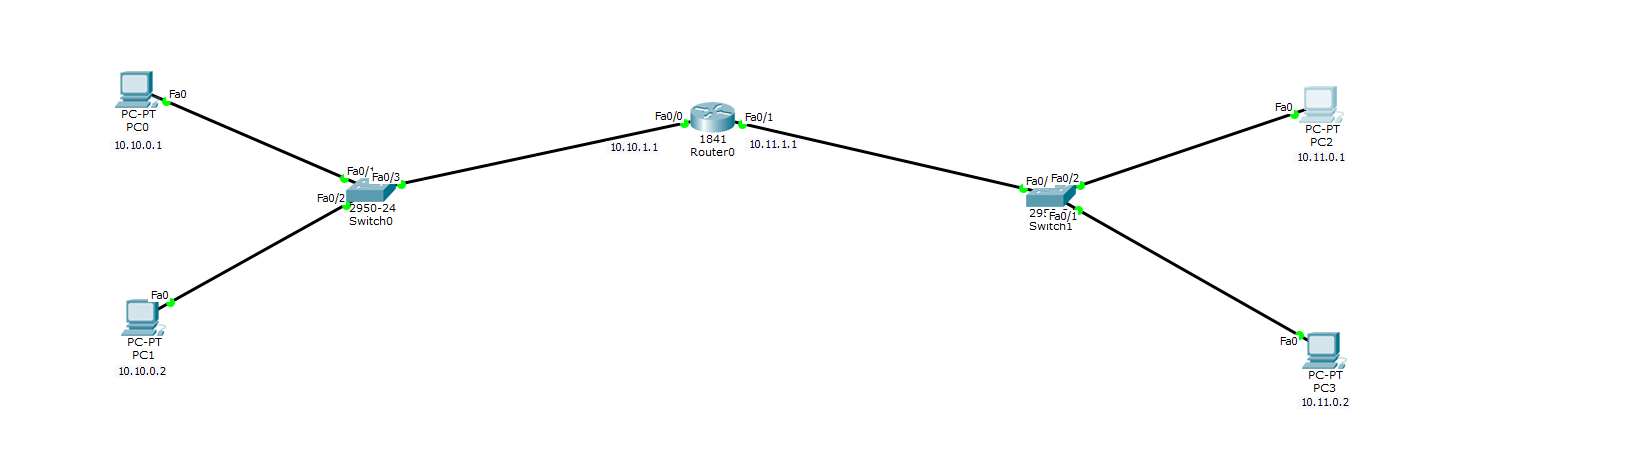 Fa0
PC-PT
PC0
10.10.0.1
Fa0/1
Fa0/3
Fa0/2
2950-24
Switch0
Fa0
PC-PT
PC1
10.10.0.2
Fa0/0
Fa0/1
10.10.1.1
10.11.1.1
1841
Router0
Fa0/
Fa0/2
Fa0/1
Switch1
Fa0
PC-PT
PC2
10.11.0.1
Fa0
PC-PT
PC3
10.11.0.2